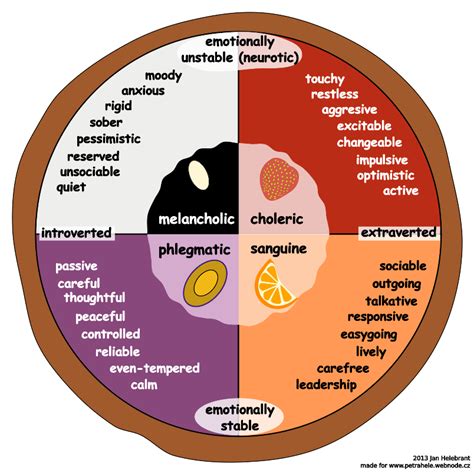 emotionally
unstable (neurotic)
moody
anxious
rigid
sober
pessimistic
reserved
unsociable
quiet
touchy
restless
aggresive
excitable
changeable
impulsive
optimistic
active
melancholic
choleric
introverted
extraverted
phlegmatic
sanguine
passive
careful
thoughtful
peaceful
controlled
reliable
even-tempered
calm
sociable
outgoing
talkative
responsive
easygoing
lively
carefree
leadership
emotionally
stable
2013 Jan Helebrant
made for www.petrahele.webnode.cz